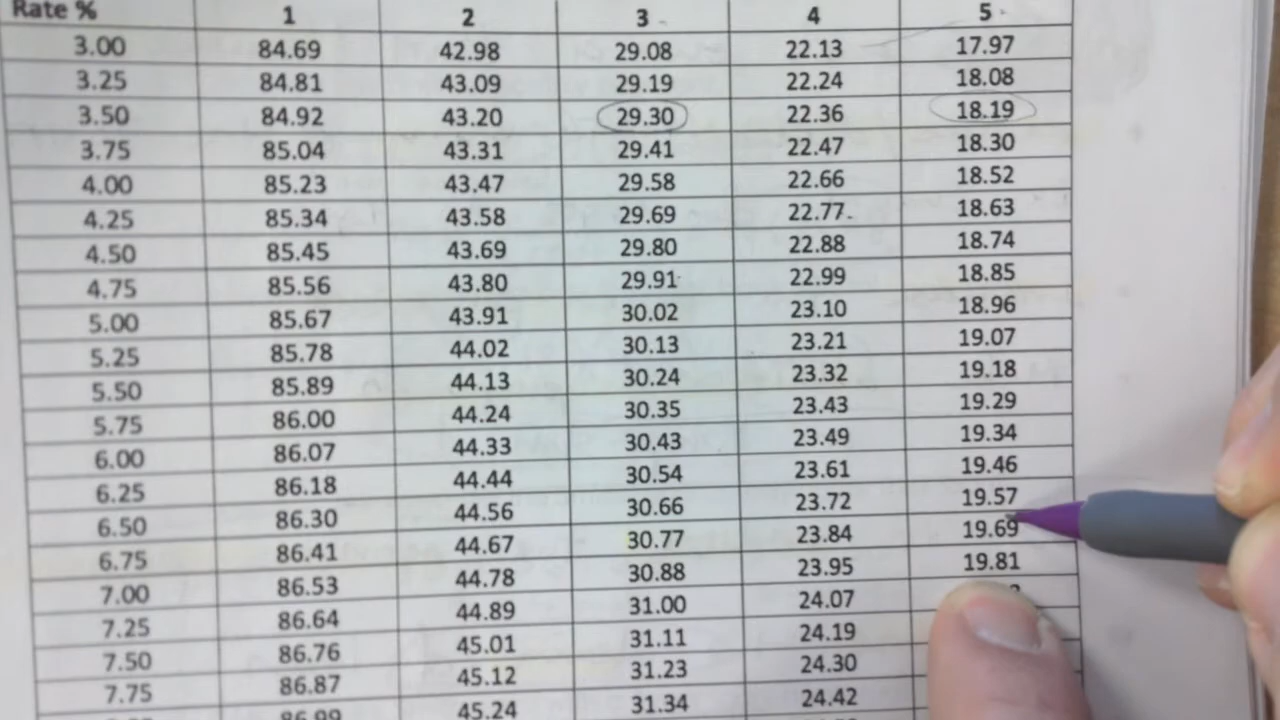 Rate % 1 2 3 4 5
3.00 84.69 42.98 29.08 22.13 17.97
3.25 84.81 43.09 29.19 22.24 18.08
3.50 84.92 43.20 29.30 22.36 18.19
3.75 85.04 43.31 29.41 22.47 18.30
4.00 85.23 43.47 29.58 22.66 18.52
4.25 85.34 43.58 29.69 22.77 18.63
4.50 85.45 43.69 29.80 22.88 18.74
4.75 85.56 43.80 29.91 22.99 18.85
5.00 85.67 43.91 30.02 23.10 18.96
5.25 85.78 44.02 30.13 23.21 19.07
5.50 85.89 44.13 30.24 23.32 19.18
5.75 86.00 44.24 30.35 23.43 19.29
6.00 86.07 44.33 30.43 23.49 19.34
6.25 86.18 44.44 30.54 23.61 19.46
6.50 86.30 44.56 30.66 23.72 19.57
6.75 86.41 44.67 30.77 23.84 19.69
7.00 86.53 44.78 30.88 23.95 19.81
7.25 86.64 44.89 31.00 24.07
7.50 86.76 45.01 31.11 24.19
7.75 86.87 45.12 31.23 24.30
86.99 45.24 31.34 24.42